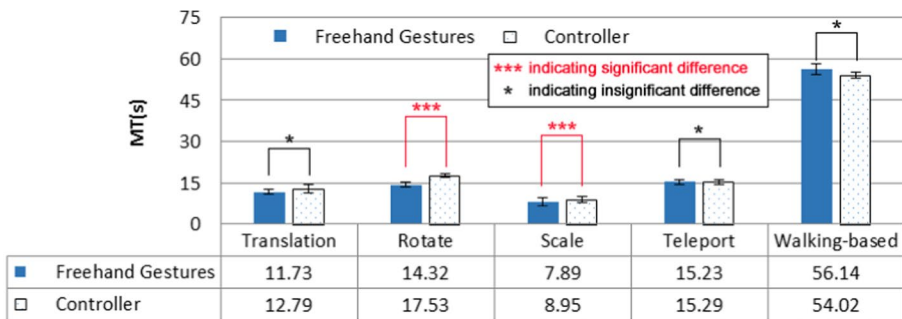 75
60
45
30
15
0
MT(s)
Freehand Gestures Controller
*** indicating significant difference
* indicating insignificant difference
* *** *** * *
Translation Rotate Scale Teleport Walking-based
Freehand Gestures 11.73 14.32 7.89 15.23 56.14
Controller 12.79 17.53 8.95 15.29 54.02